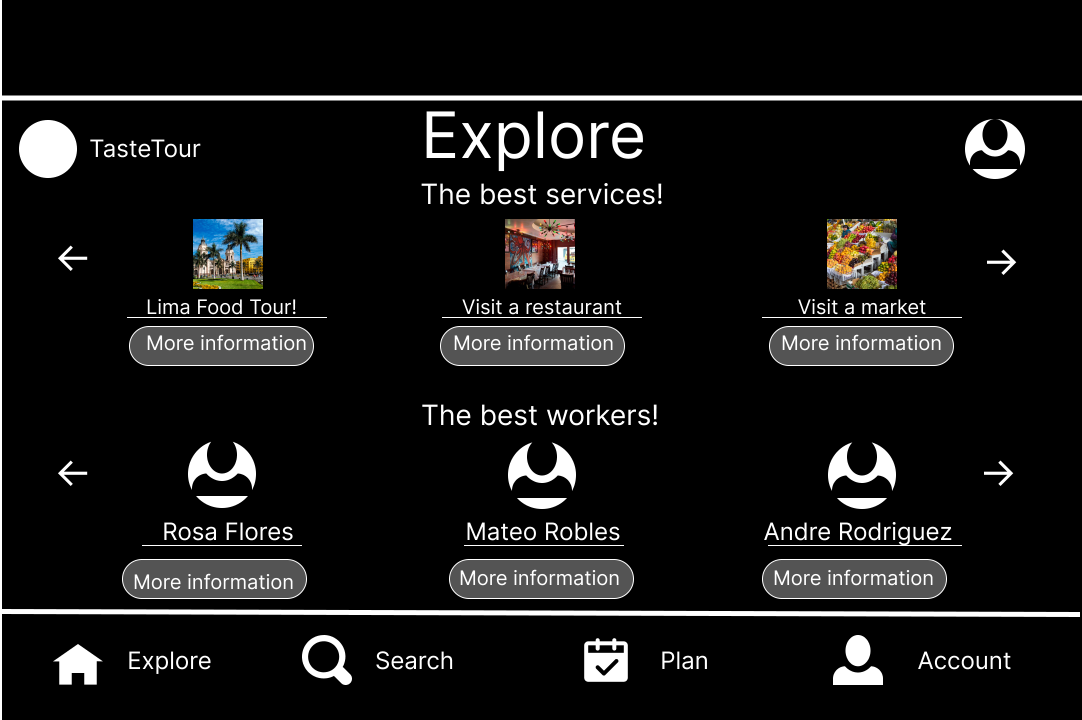 TasteTour
Explore
The best services!
Lima Food Tour!
Visit a restaurant
Visit a market
More information
More information
More information
The best workers!
Rosa Flores
Mateo Robles
Andre Rodriguez
More information
More information
More information
Explore
Search
Plan
Account